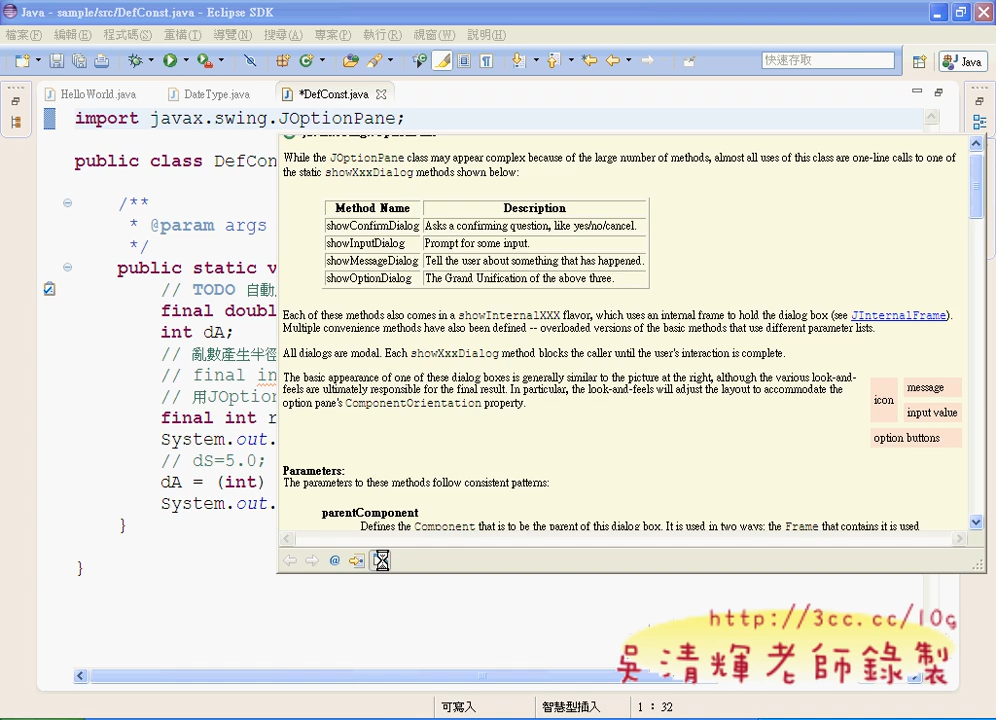 Java - sample/src/DefConst.java - Eclipse SDK
檔案(F) 編輯(E) 程式碼(S) 重構(T) 導覽(N) 搜尋(A) 專案(P) 執行(R) 視窗(W) 說明(H)
快速存取
Java
HelloWorld.java DateType.java *DefConst.java
import javax.swing.JOptionPane;
public class DefCon
/**
* @param args
*/
public static v
// TODO 自動
final doubl
int dA;
// 亂數產生半徑
// final in
// 用JOption
final int r
System.out.
// dS=5.0;
dA = (int)
System.out.
}
}
While the JOptionPane class may appear complex because of the large number of methods, almost all uses of this class are one-line calls to one of
the static showXxxDialog methods shown below:
Method Name Description
showConfirmDialog Asks a confirming question, like yes/no/cancel.
showInputDialog Prompt for some input.
showMessageDialog Tell the user about something that has happened.
showOptionDialog The Grand Unification of the above three.
Each of these methods also comes in a showInternalXXX flavor, which uses an internal frame to hold the dialog box (see JInternalFrame).
Multiple convenience methods have also been defined -- overloaded versions of the basic methods that use different parameter lists.
All dialogs are modal. Each showXxxDialog method blocks the caller until the user's interaction is complete.
The basic appearance of one of these dialog boxes is generally similar to the picture at the right, although the various look-and-
feels are ultimately responsible for the final result. In particular, the look-and-feels will adjust the layout to accommodate the
option pane's ComponentOrientation property.
icon
message
input value
option buttons
Parameters:
The parameters to these methods follow consistent patterns:
parentComponent
Defines the Component that is to be the parent of this dialog box. It is used in two ways: the Frame that contains it is used
http://3cc.cc/10g
吳清輝老師錄製
可寫入 智慧型插入 1 : 32